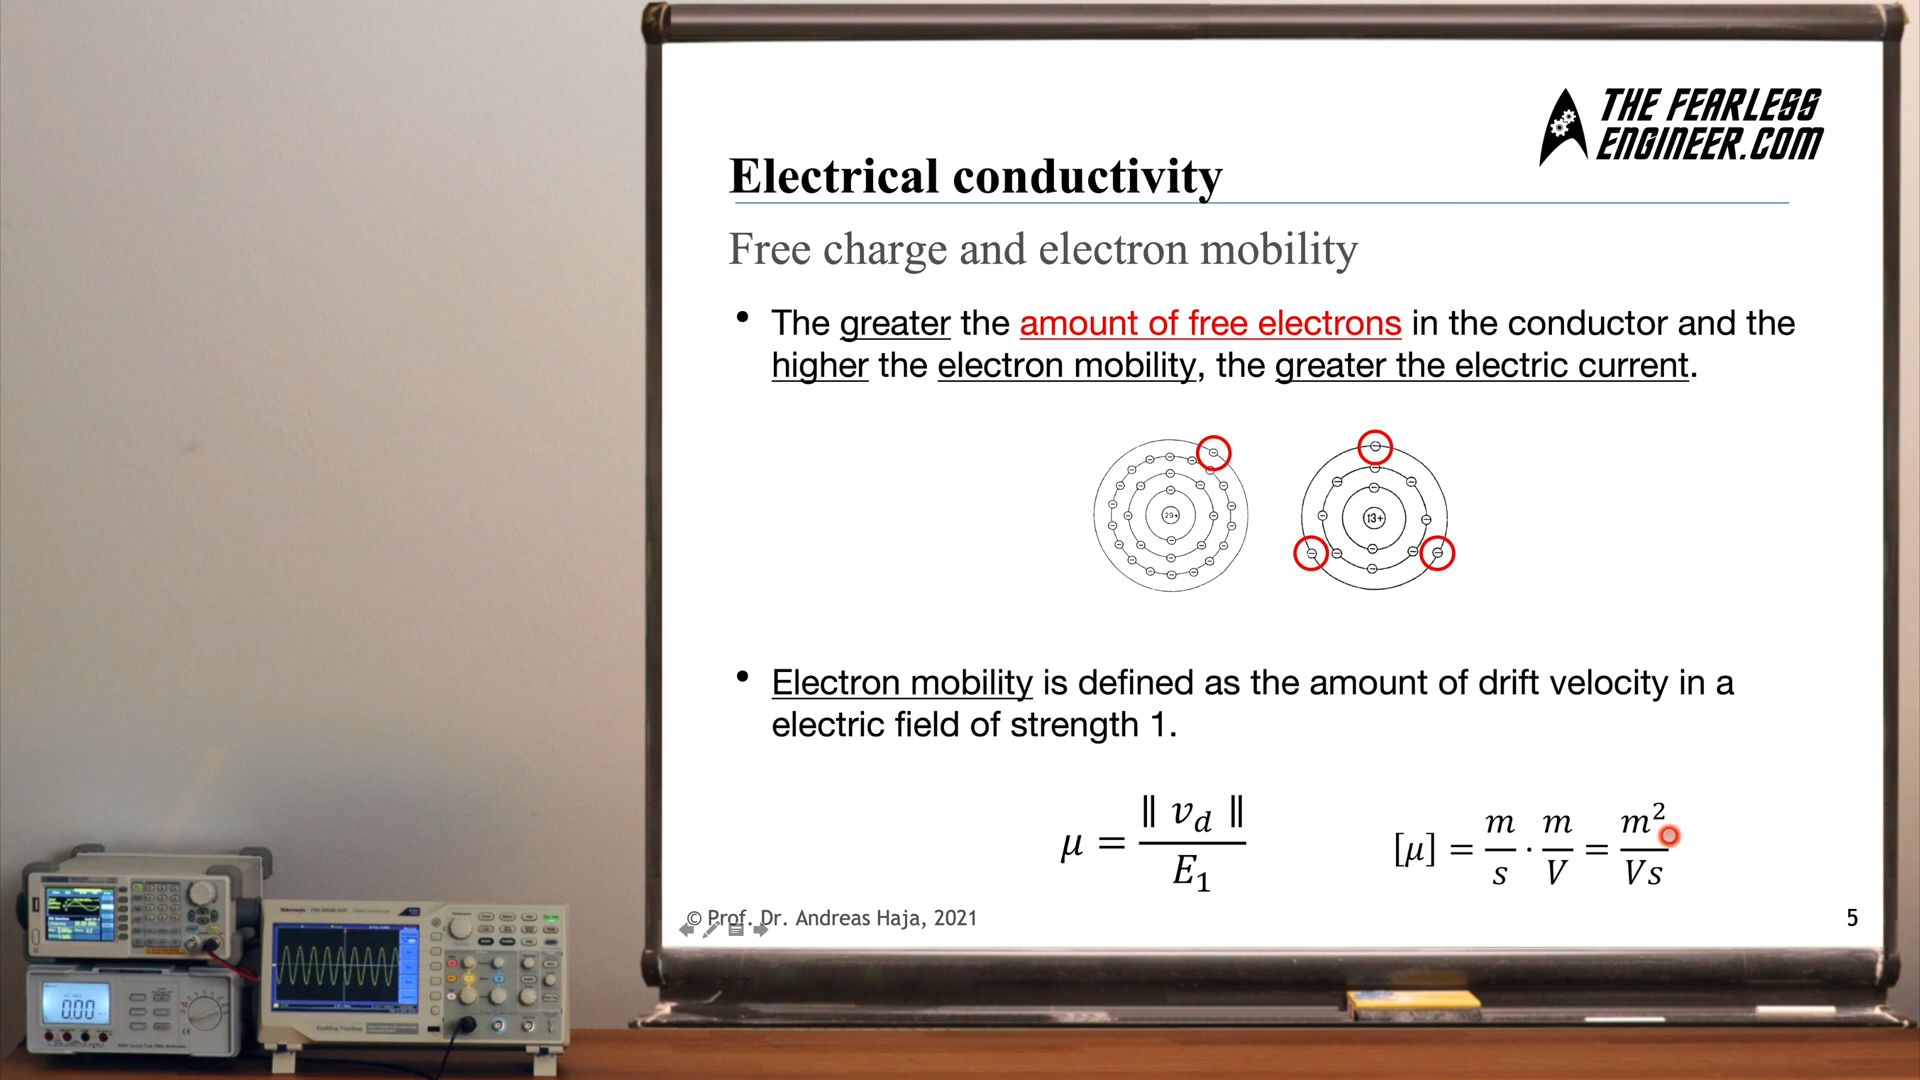 THE FEARLESS
ENGINEER.COM
Electrical conductivity
Free charge and electron mobility
• The greater the amount of free electrons in the conductor and the
higher the electron mobility, the greater the electric current.
29+
13+
• Electron mobility is defined as the amount of drift velocity in a
electric field of strength 1.
μ = ‖ v_d ‖ / E₁
[μ] = m/s · m/V = m²/Vs
© Prof. Dr. Andreas Haja, 2021
5
Tektronix
0.00